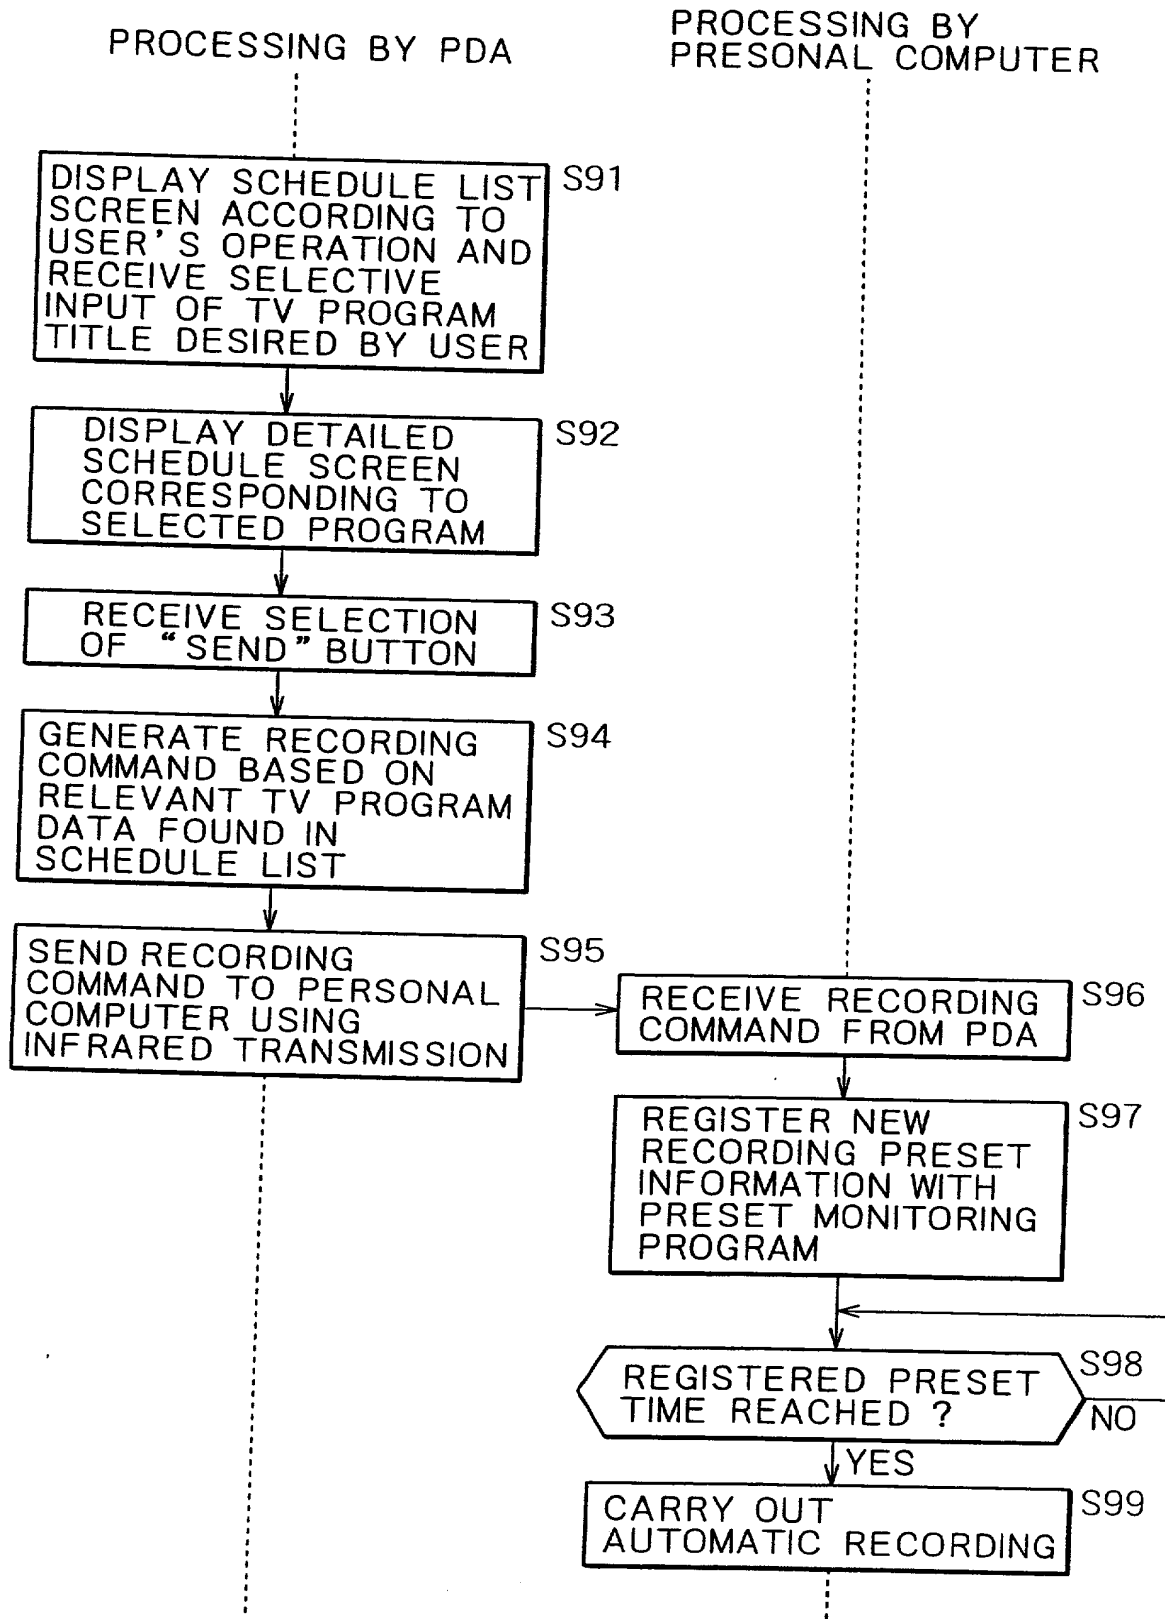 PROCESSING BY PDA
PROCESSING BY
PRESONAL COMPUTER
DISPLAY SCHEDULE LIST
SCREEN ACCORDING TO
USER'S OPERATION AND
RECEIVE SELECTIVE
INPUT OF TV PROGRAM
TITLE DESIRED BY USER
S91
DISPLAY DETAILED
SCHEDULE SCREEN
CORRESPONDING TO
SELECTED PROGRAM
S92
RECEIVE SELECTION
OF "SEND" BUTTON
S93
GENERATE RECORDING
COMMAND BASED ON
RELEVANT TV PROGRAM
DATA FOUND IN
SCHEDULE LIST
S94
SEND RECORDING
COMMAND TO PERSONAL
COMPUTER USING
INFRARED TRANSMISSION
S95
RECEIVE RECORDING
COMMAND FROM PDA
S96
REGISTER NEW
RECORDING PRESET
INFORMATION WITH
PRESET MONITORING
PROGRAM
S97
REGISTERED PRESET
TIME REACHED ?
S98
NO
YES
CARRY OUT
AUTOMATIC RECORDING
S99